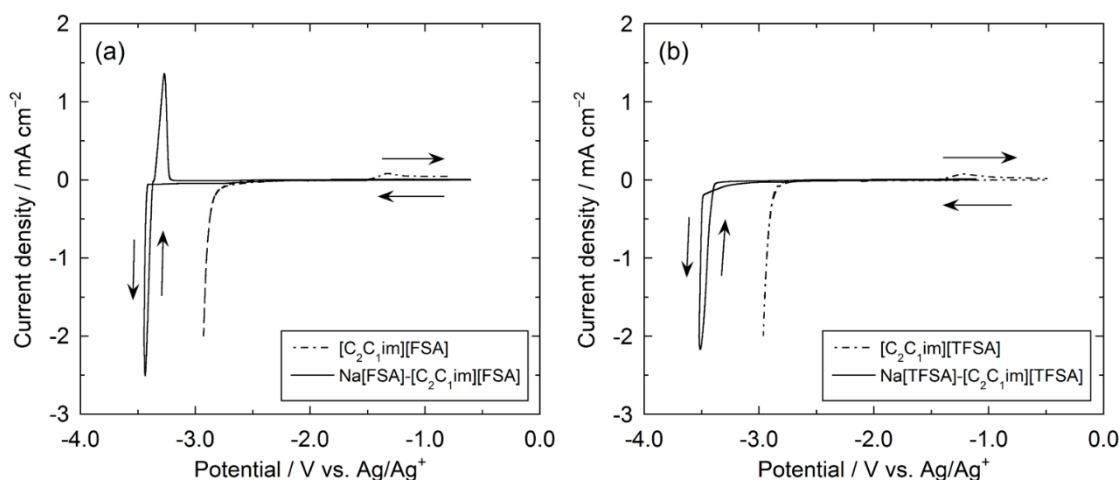 (a)
2
1
0
-1
-2
-3
Current density / mA cm⁻²
[C₂C₁im][FSA]
Na[FSA]-[C₂C₁im][FSA]
-4.0 -3.0 -2.0 -1.0 0.0
Potential / V vs. Ag/Ag⁺
(b)
2
1
0
-1
-2
-3
Current density / mA cm⁻²
[C₂C₁im][TFSA]
Na[TFSA]-[C₂C₁im][TFSA]
-4.0 -3.0 -2.0 -1.0 0.0
Potential / V vs. Ag/Ag⁺